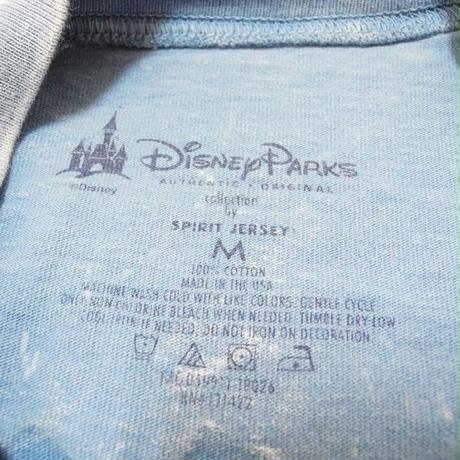 DISNEY PARKS
©Disney
AUTHENTIC • ORIGINAL
collection
by
SPIRIT JERSEY
M
100% COTTON
MADE IN THE USA
MACHINE WASH COLD WITH LIKE COLORS. GENTLE CYCLE
ONLY NON CHLORINE BLEACH WHEN NEEDED. TUMBLE DRY LOW
COOL IRON IF NEEDED. DO NOT IRON ON DECORATION
RN#171422